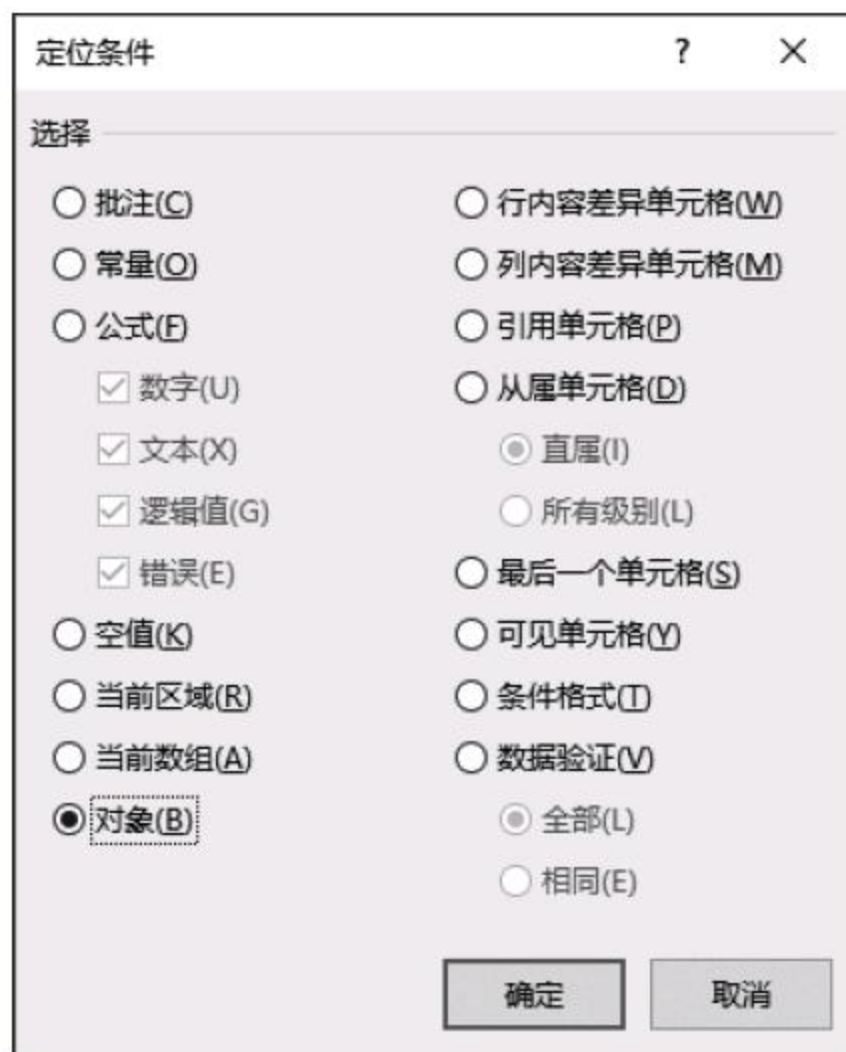 定位条件 ?
选择
批注(C)
常量(O)
公式(F)
数字(U)
文本(X)
逻辑值(G)
错误(E)
空值(K)
当前区域(R)
当前数组(A)
对象(B)
行内容差异单元格(W)
列内容差异单元格(M)
引用单元格(P)
从属单元格(D)
直属(I)
所有级别(L)
最后一个单元格(S)
可见单元格(Y)
条件格式(T)
数据验证(V)
全部(L)
相同(E)
确定 取消